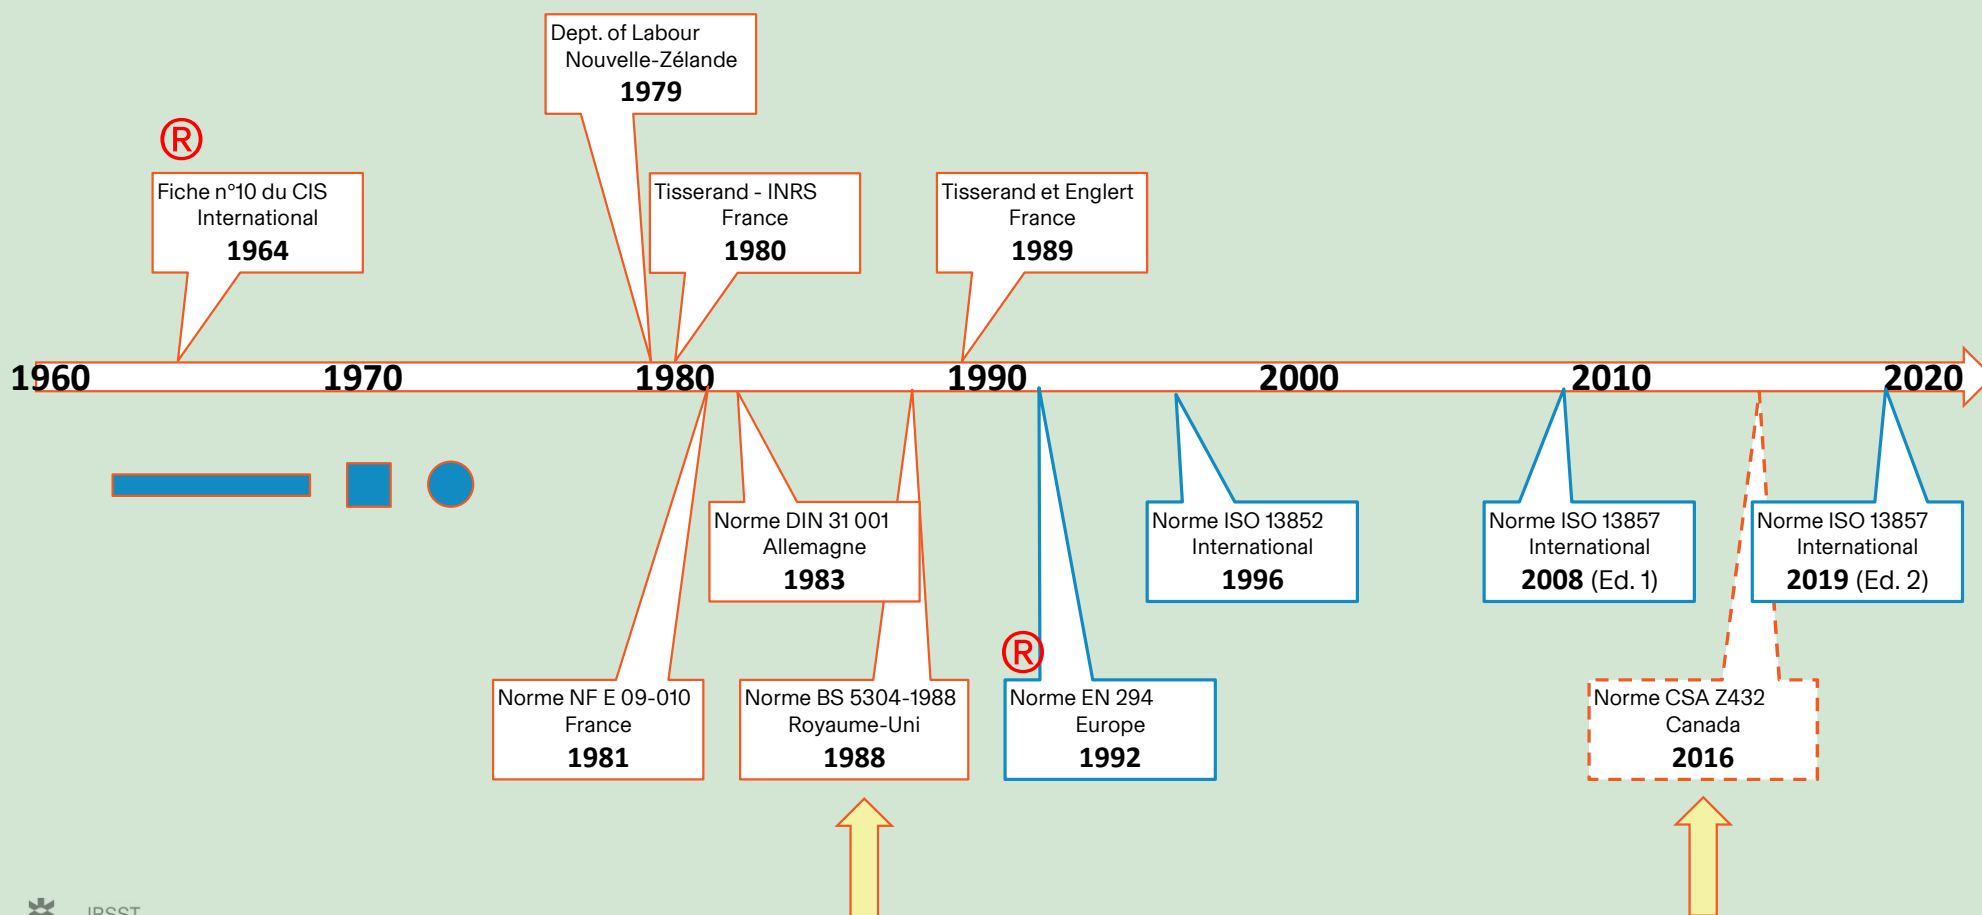 Dept. of Labour
Nouvelle-Zélande
1979
®
Fiche n°10 du CIS
International
1964
Tisserand - INRS
France
1980
Tisserand et Englert
France
1989
1960
1970
1980
1990
2000
2010
2020
Norme DIN 31 001
Allemagne
1983
Norme ISO 13852
International
1996
Norme ISO 13857
International
2008 (Ed. 1)
Norme ISO 13857
International
2019 (Ed. 2)
Norme NF E 09-010
France
1981
Norme BS 5304-1988
Royaume-Uni
1988
®
Norme EN 294
Europe
1992
Norme CSA Z432
Canada
2016
IRSST